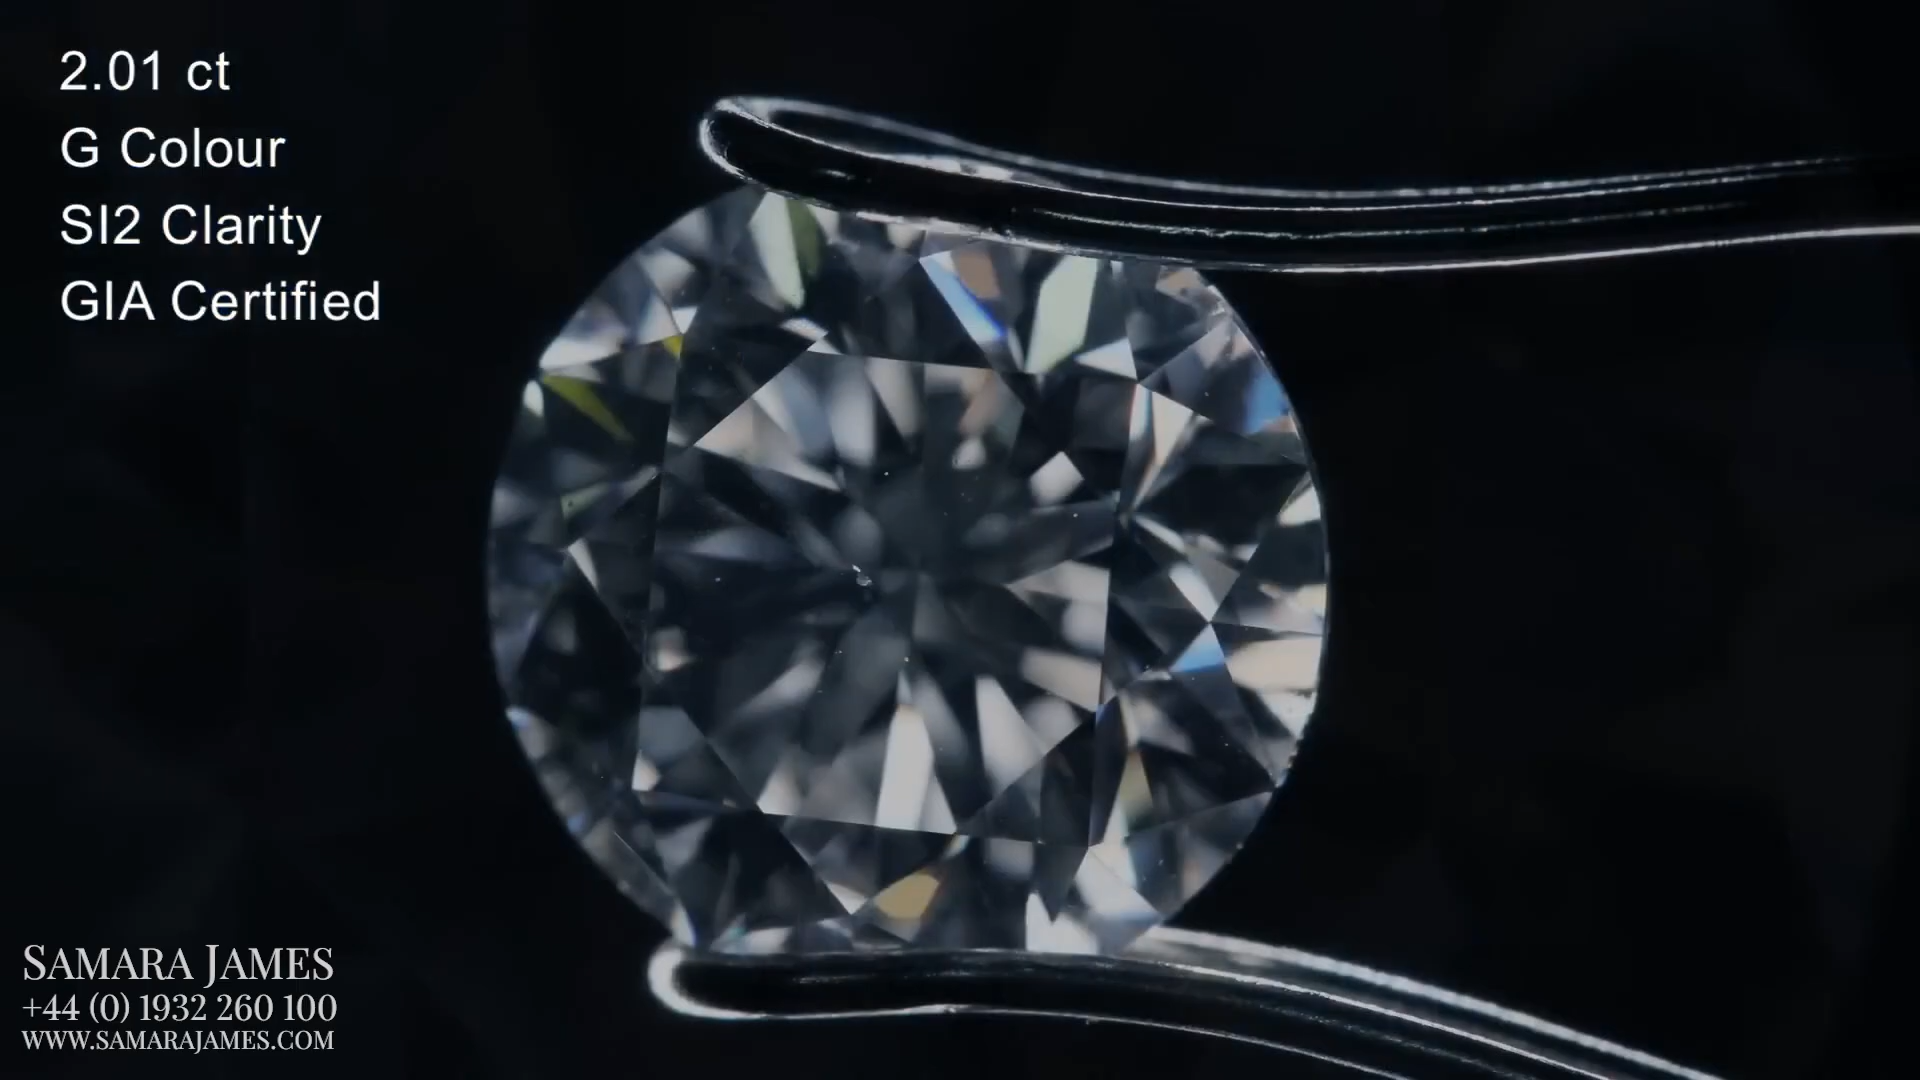 2.01 ct
G Colour
SI2 Clarity
GIA Certified
SAMARA JAMES
+44 (0) 1932 260 100
WWW.SAMARAJAMES.COM